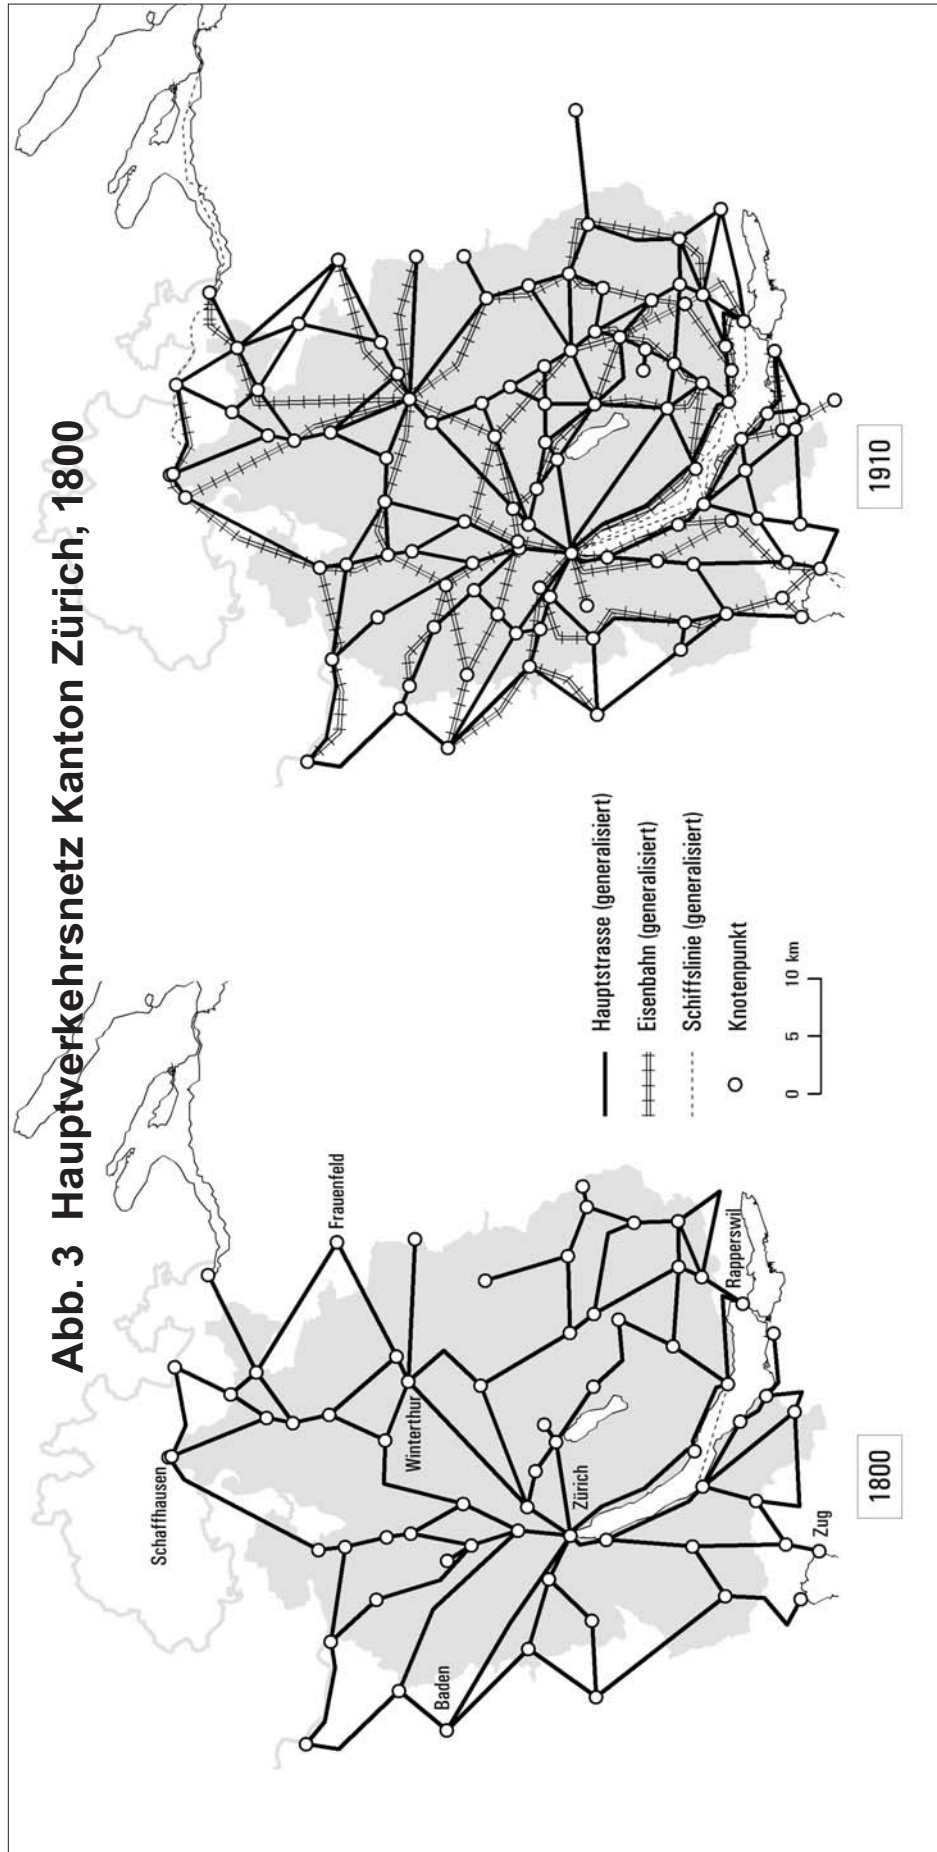 Abb. 3 Hauptverkehrsnetz Kanton Zürich, 1800
Schaffhausen
Frauenfeld
Winterthur
Baden
Zürich
Rapperswil
Zug
1800
Hauptstrasse (generalisiert)
Eisenbahn (generalisiert)
Schiffslinie (generalisiert)
Knotenpunkt
0 5 10 km
1910